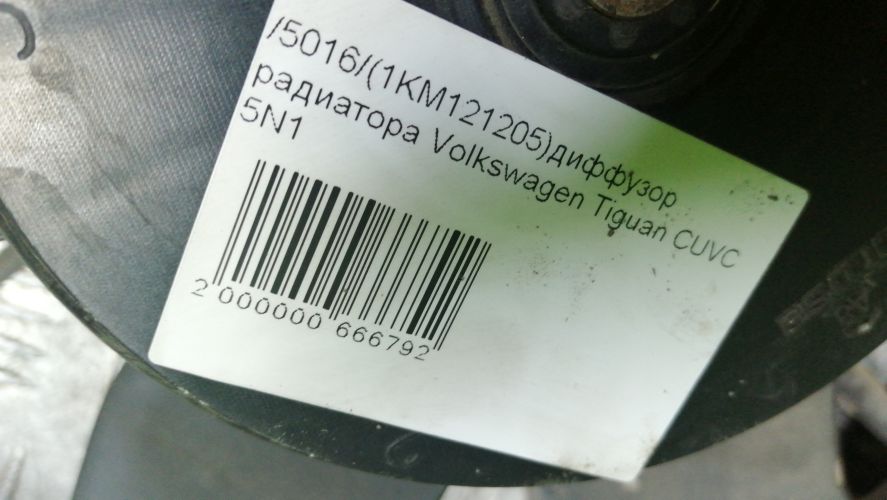 /5016/(1KM121205)диффузор
радиатора Volkswagen Tiguan CUVC
5N1
2 000000 666792